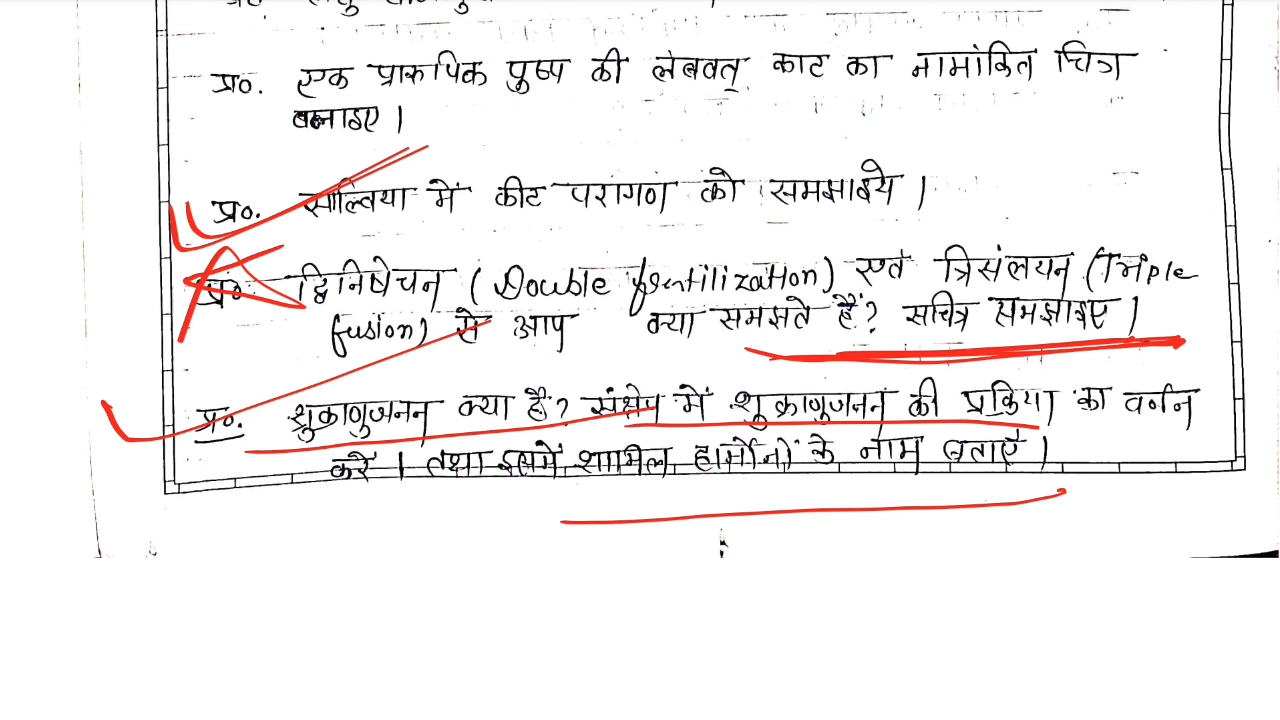 प्र०. एक प्रारूपिक पुष्प की लंबवत् काट का नामांकित चित्र
बनाइए।
प्र०. साल्विया में कीट परागण को समझाइये।
प्र०. द्विनिषेचन (Double fertilization) एवं त्रिसंलयन (Triple
fusion) से आप क्या समझते हैं? सचित्र समझाइए।
प्र०. शुक्राणुजनन क्या है? संक्षेप में शुक्राणुजनन की प्रक्रिया का वर्णन
करें। तथा इसमें शामिल हार्मोनों के नाम बताएँ।